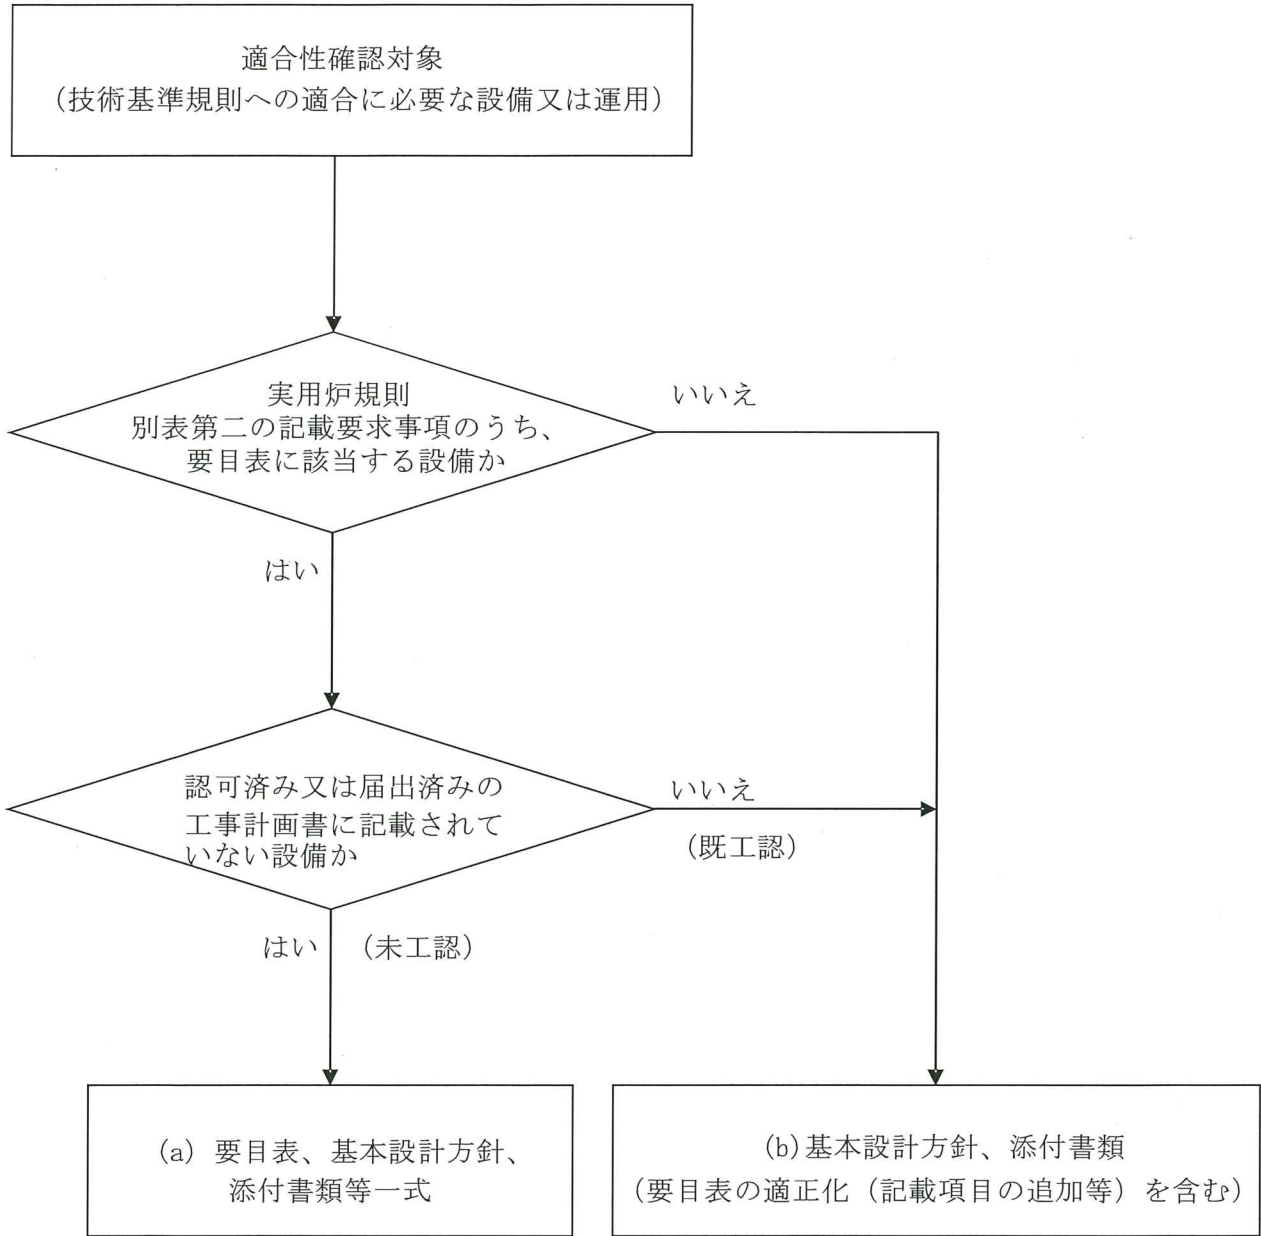 適合性確認対象
（技術基準規則への適合に必要な設備又は運用）
実用炉規則
別表第二の記載要求事項のうち、
要目表に該当する設備か
いいえ
はい
認可済み又は届出済みの
工事計画書に記載されて
いない設備か
いいえ
（既工認）
はい
（未工認）
(a) 要目表、基本設計方針、
添付書類等一式
(b)基本設計方針、添付書類
（要目表の適正化（記載項目の追加等）を含む）